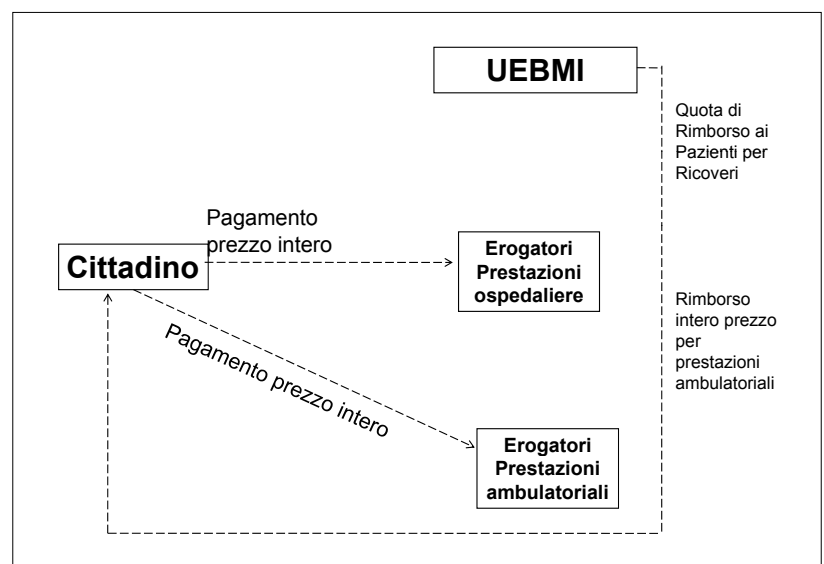 UEBMI
Quota di
Rimborso ai
Pazienti per
Ricoveri
Pagamento
prezzo intero
Cittadino
Erogatori
Prestazioni
ospedaliere
Rimborso
intero prezzo
per
prestazioni
ambulatoriali
Pagamento prezzo intero
Erogatori
Prestazioni
ambulatoriali